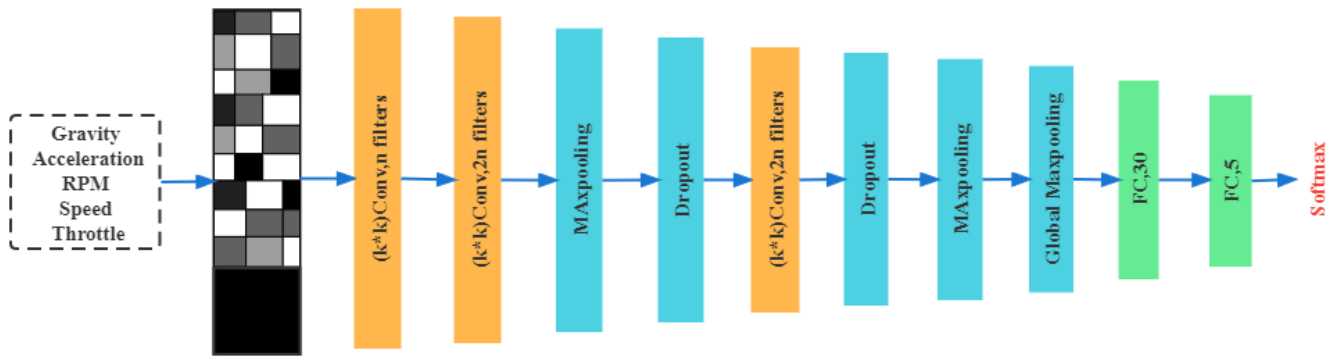 Gravity
Acceleration
RPM
Speed
Throttle
(k*k)Conv,n filters
(k*k)Conv,2n filters
MAxpooling
Dropout
(k*k)Conv,2n filters
Dropout
MAxpooling
Global Maxpooling
FC,30
FC,5
Softmax